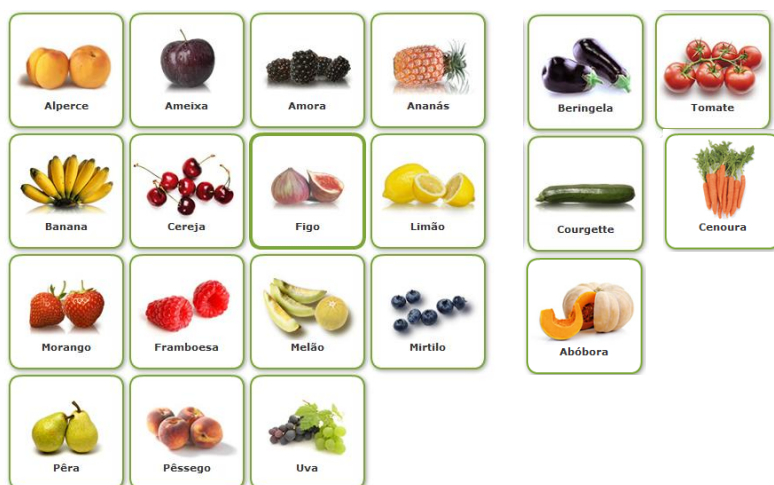 Alperce
Ameixa
Amora
Ananás
Beringela
Tomate
Banana
Cereja
Figo
Limão
Courgette
Cenoura
Morango
Framboesa
Melão
Mirtilo
Abóbora
Pêra
Pêssego
Uva